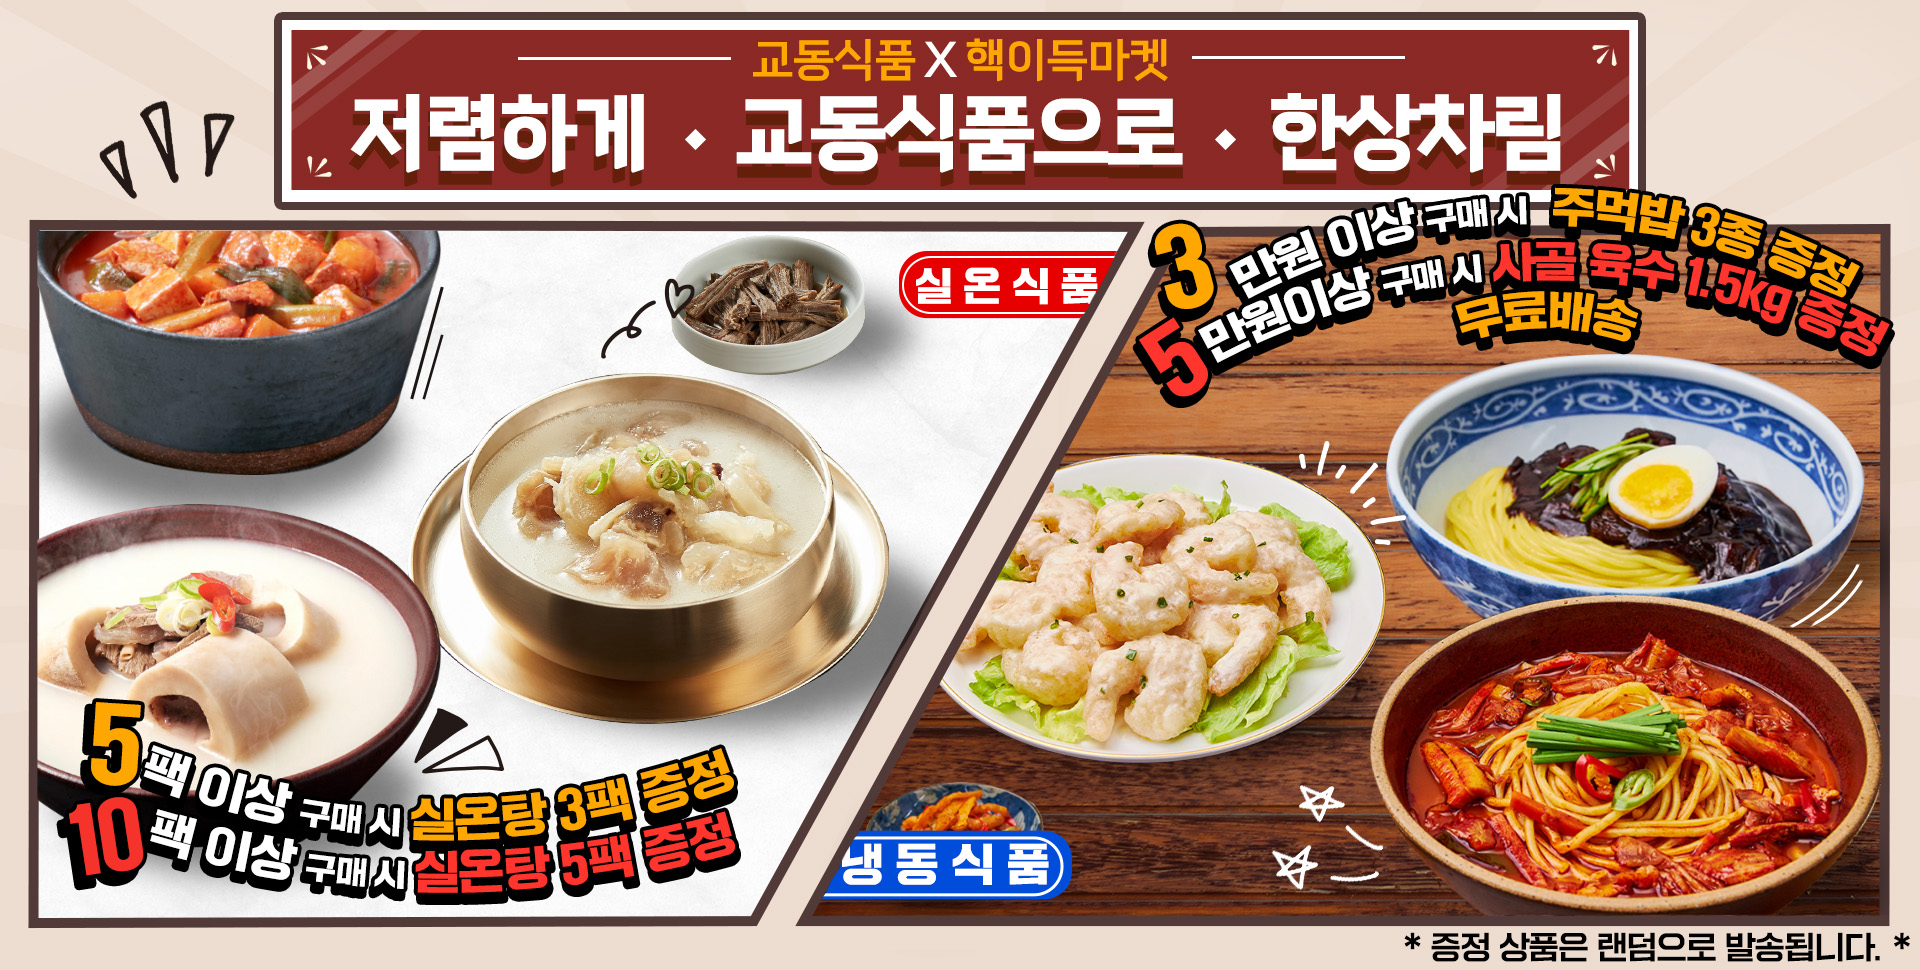 교동식품 X 핵이득마켓
저렴하게 · 교동식품으로 · 한상차림
실온식품
3만원 이상 구매 시 주먹밥 3종 증정
5만원이상 구매 시 사골 육수 1.5kg 증정
무료배송
5팩 이상 구매 시 실온탕 3팩 증정
10팩 이상 구매 시 실온탕 5팩 증정
냉동식품
* 증정 상품은 랜덤으로 발송됩니다. *